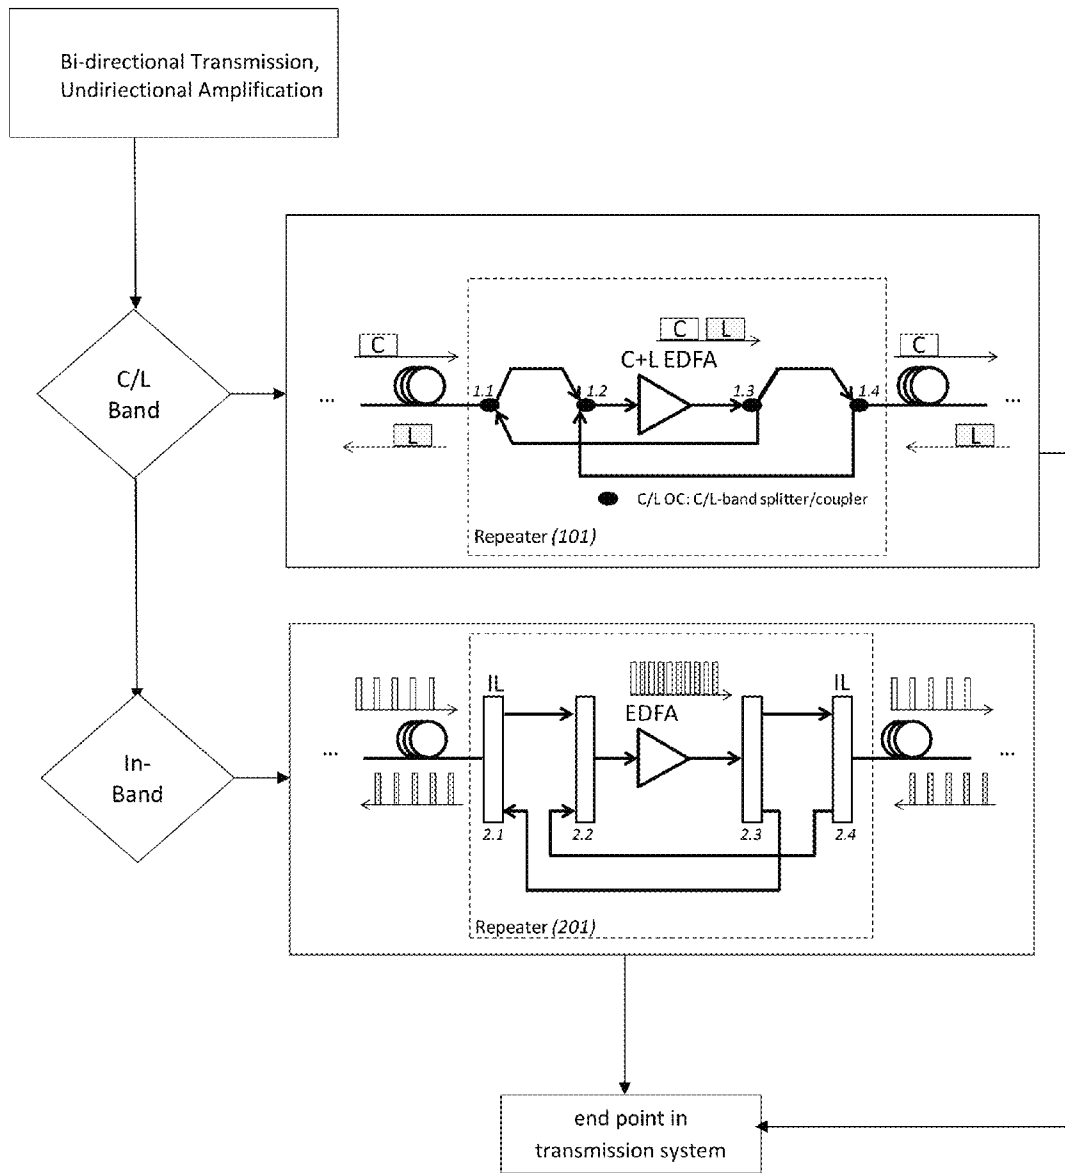 Bi-directional Transmission,
Undiriectional Amplification
C/L
Band
C
L
C L
C+L EDFA
1.1
1.2
1.3
1.4
C
L
...
...
C/L OC: C/L-band splitter/coupler
Repeater (101)
In-
Band
IL
EDFA
IL
...
...
2.1
2.2
2.3
2.4
Repeater (201)
end point in
transmission system